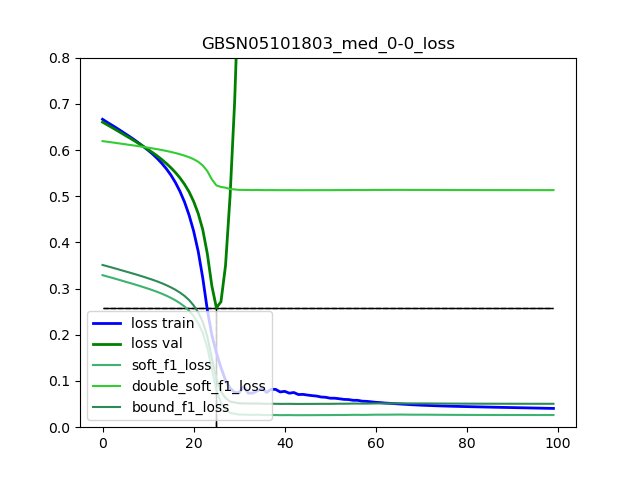 GBSN05101803_med_0-0_loss
0.8
0.7
0.6
0.5
0.4
0.3
0.2
0.1
0.0
loss train
loss val
soft_f1_loss
double_soft_f1_loss
bound_f1_loss
0 20 40 60 80 100